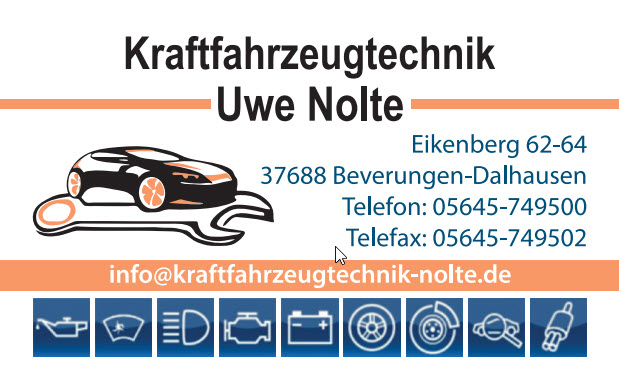 Kraftfahrzeugtechnik
Uwe Nolte
Eikenberg 62-64
37688 Beverungen-Dalhausen
Telefon: 05645-749500
Telefax: 05645-749502
info@kraftfahrzeugtechnik-nolte.de